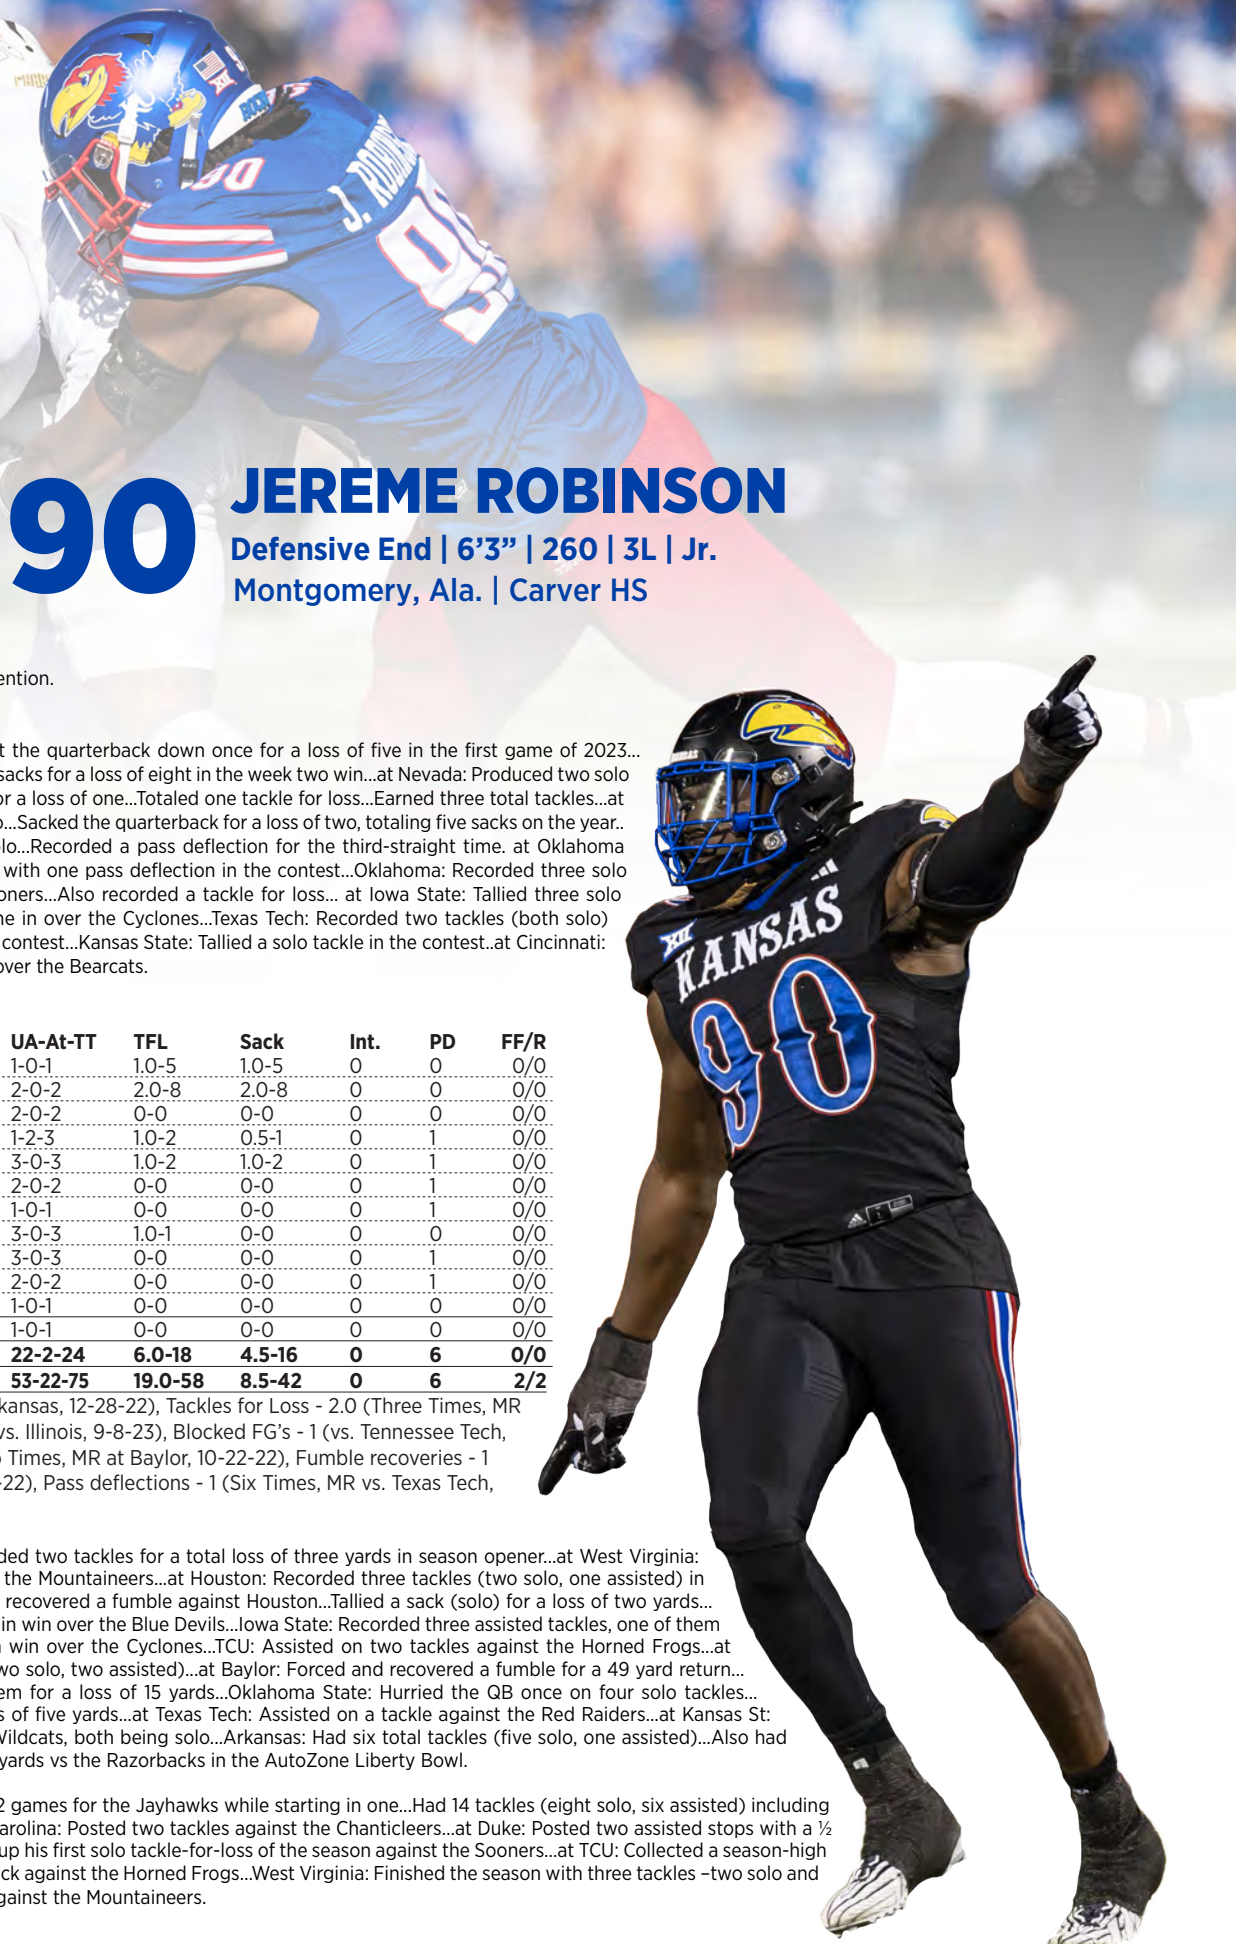 J. ROBINS
90
90
JEREME ROBINSON
Defensive End | 6'3” | 260 | 3L | Jr.
Montgomery, Ala. | Carver HS
ention.
t the quarterback down once for a loss of five in the first game of 2023...
sacks for a loss of eight in the week two win...at Nevada: Produced two solo
or a loss of one...Totaled one tackle for loss...Earned three total tackles...at
o...Sacked the quarterback for a loss of two, totaling five sacks on the year..
olo...Recorded a pass deflection for the third-straight time. at Oklahoma
with one pass deflection in the contest...Oklahoma: Recorded three solo
ooners...Also recorded a tackle for loss... at Iowa State: Tallied three solo
ne in over the Cyclones...Texas Tech: Recorded two tackles (both solo)
contest...Kansas State: Tallied a solo tackle in the contest..at Cincinnati:
over the Bearcats.
UA-At-TT TFL Sack Int. PD FF/R
1-0-1 1.0-5 1.0-5 0 0 0/0
2-0-2 2.0-8 2.0-8 0 0 0/0
2-0-2 0-0 0-0 0 0 0/0
1-2-3 1.0-2 0.5-1 0 1 0/0
3-0-3 1.0-2 1.0-2 0 1 0/0
2-0-2 0-0 0-0 0 1 0/0
1-0-1 0-0 0-0 0 1 0/0
3-0-3 1.0-1 0-0 0 0 0/0
3-0-3 0-0 0-0 0 1 0/0
2-0-2 0-0 0-0 0 1 0/0
1-0-1 0-0 0-0 0 0 0/0
1-0-1 0-0 0-0 0 0 0/0
22-2-24 6.0-18 4.5-16 0 6 0/0
53-22-75 19.0-58 8.5-42 0 6 2/2
kansas, 12-28-22), Tackles for Loss - 2.0 (Three Times, MR
vs. Illinois, 9-8-23), Blocked FG's - 1 (vs. Tennessee Tech,
o Times, MR at Baylor, 10-22-22), Fumble recoveries - 1
-22), Pass deflections - 1 (Six Times, MR vs. Texas Tech,
KANSAS
90
ded two tackles for a total loss of three yards in season opener...at West Virginia:
the Mountaineers...at Houston: Recorded three tackles (two solo, one assisted) in
recovered a fumble against Houston...Tallied a sack (solo) for a loss of two yards...
in win over the Blue Devils...Iowa State: Recorded three assisted tackles, one of them
n win over the Cyclones...TCU: Assisted on two tackles against the Horned Frogs...at
wo solo, two assisted)...at Baylor: Forced and recovered a fumble for a 49 yard return...
em for a loss of 15 yards...Oklahoma State: Hurried the QB once on four solo tackles...
s of five yards...at Texas Tech: Assisted on a tackle against the Red Raiders...at Kansas St:
Wildcats, both being solo...Arkansas: Had six total tackles (five solo, one assisted)...Also had
yards vs the Razorbacks in the AutoZone Liberty Bowl.
2 games for the Jayhawks while starting in one...Had 14 tackles (eight solo, six assisted) including
arolina: Posted two tackles against the Chanticleers...at Duke: Posted two assisted stops with a ½
up his first solo tackle-for-loss of the season against the Sooners...at TCU: Collected a season-high
ck against the Horned Frogs...West Virginia: Finished the season with three tackles –two solo and
gainst the Mountaineers.